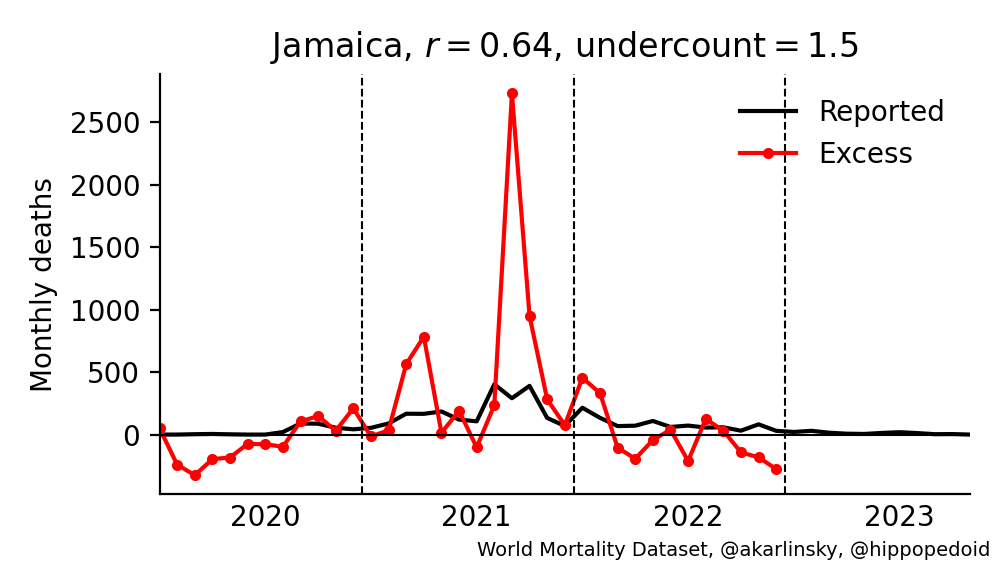 Jamaica, r = 0.64, undercount = 1.5
Reported
Excess
Monthly deaths
2500
2000
1500
1000
500
0
2020 2021 2022 2023
World Mortality Dataset, @akarlinsky, @hippopedoid